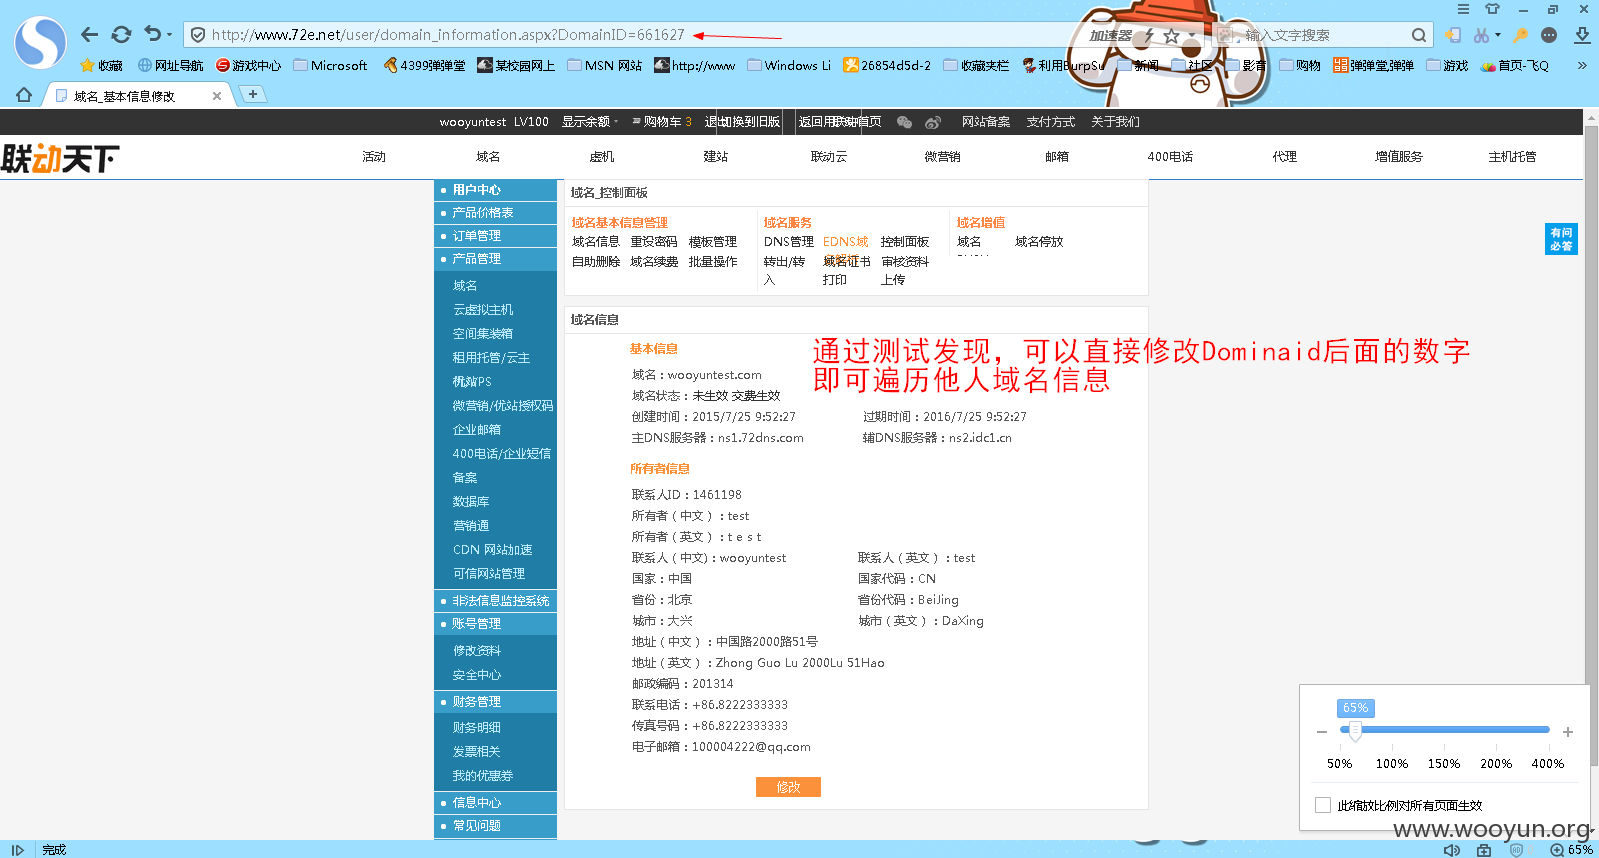 http://www.72e.net/user/domain_information.aspx?DomainID=661627
加速器
输入文字搜索
收藏 网址导航 游戏中心 Microsoft 4399弹弹堂 某校园网上 MSN 网站 http://www Windows Li 26854d5d-2 收藏夹栏 利用BurpSu 新闻 社区 影音 购物 弹弹堂,弹弹 游戏 首页-飞Q »
域名_基本信息修改
wooyuntest LV100 显示余额 购物车 3 退出 切换到旧版 返回用 首页 网站备案 支付方式 关于我们
联动天下
活动 域名 虚机 建站 联动云 微营销 邮箱 400电话 代理 增值服务 主机托管
用户中心
产品价格表
订单管理
产品管理
域名
云虚拟主机
空间集装箱
租用托管/云主
VPS
微营销/优站授权码
企业邮箱
400电话/企业短信
备案
数据库
营销通
CDN 网站加速
可信网站管理
非法信息监控系统
账号管理
修改资料
安全中心
财务管理
财务明细
发票相关
我的优惠券
信息中心
常见问题
域名_控制面板
域名基本信息管理 域名服务 域名增值
域名信息 重设密码 模板管理 DNS管理 EDNS域 控制面板 域名 域名停放
自助删除 域名续费 批量操作 转出/转 域名证书 审核资料
入 打印 上传
有问
必答
域名信息
基本信息
域名：wooyuntest.com
域名状态：未生效 交费生效
创建时间：2015/7/25 9:52:27 过期时间：2016/7/25 9:52:27
主DNS服务器：ns1.72dns.com 辅DNS服务器：ns2.idc1.cn
通过测试发现，可以直接修改Dominaid后面的数字
即可遍历他人域名信息
所有者信息
联系人ID：1461198
所有者（中文）：test
所有者（英文）：t e s t
联系人（中文)：wooyuntest 联系人（英文）：test
国家：中国 国家代码：CN
省份：北京 省份代码：BeiJing
城市：大兴 城市（英文）：DaXing
地址（中文）：中国路2000路51号
地址（英文）：Zhong Guo Lu 2000Lu 51Hao
邮政编码：201314
联系电话：+86.8222333333
传真号码：+86.8222333333
电子邮箱：100004222@qq.com
修改
65%
50% 100% 150% 200% 400%
此缩放比例对所有页面生效
www.wooyun.org
完成
65%